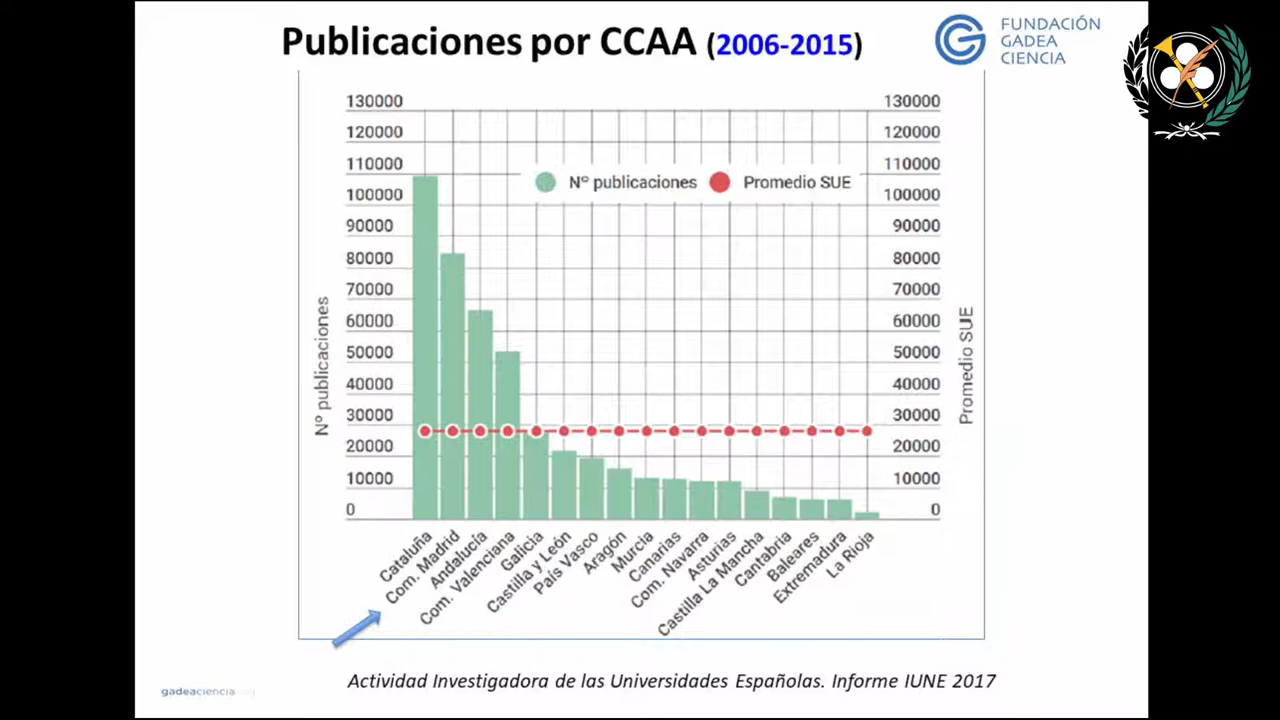 Publicaciones por CCAA (2006-2015)
FUNDACIÓN
GADEA
CIENCIA
130000
120000
110000
100000
90000
80000
70000
60000
50000
40000
30000
20000
10000
0
Nº publicaciones
Nº publicaciones
Promedio SUE
130000
120000
110000
100000
90000
80000
70000
60000
50000
40000
30000
20000
10000
0
Promedio SUE
Cataluña
Com. Madrid
Andalucía
Com. Valenciana
Galicia
Castilla y León
País Vasco
Aragón
Murcia
Canarias
Com. Navarra
Asturias
Castilla La Mancha
Cantabria
Baleares
Extremadura
La Rioja
Actividad Investigadora de las Universidades Españolas. Informe IUNE 2017
gadeaciencia.org